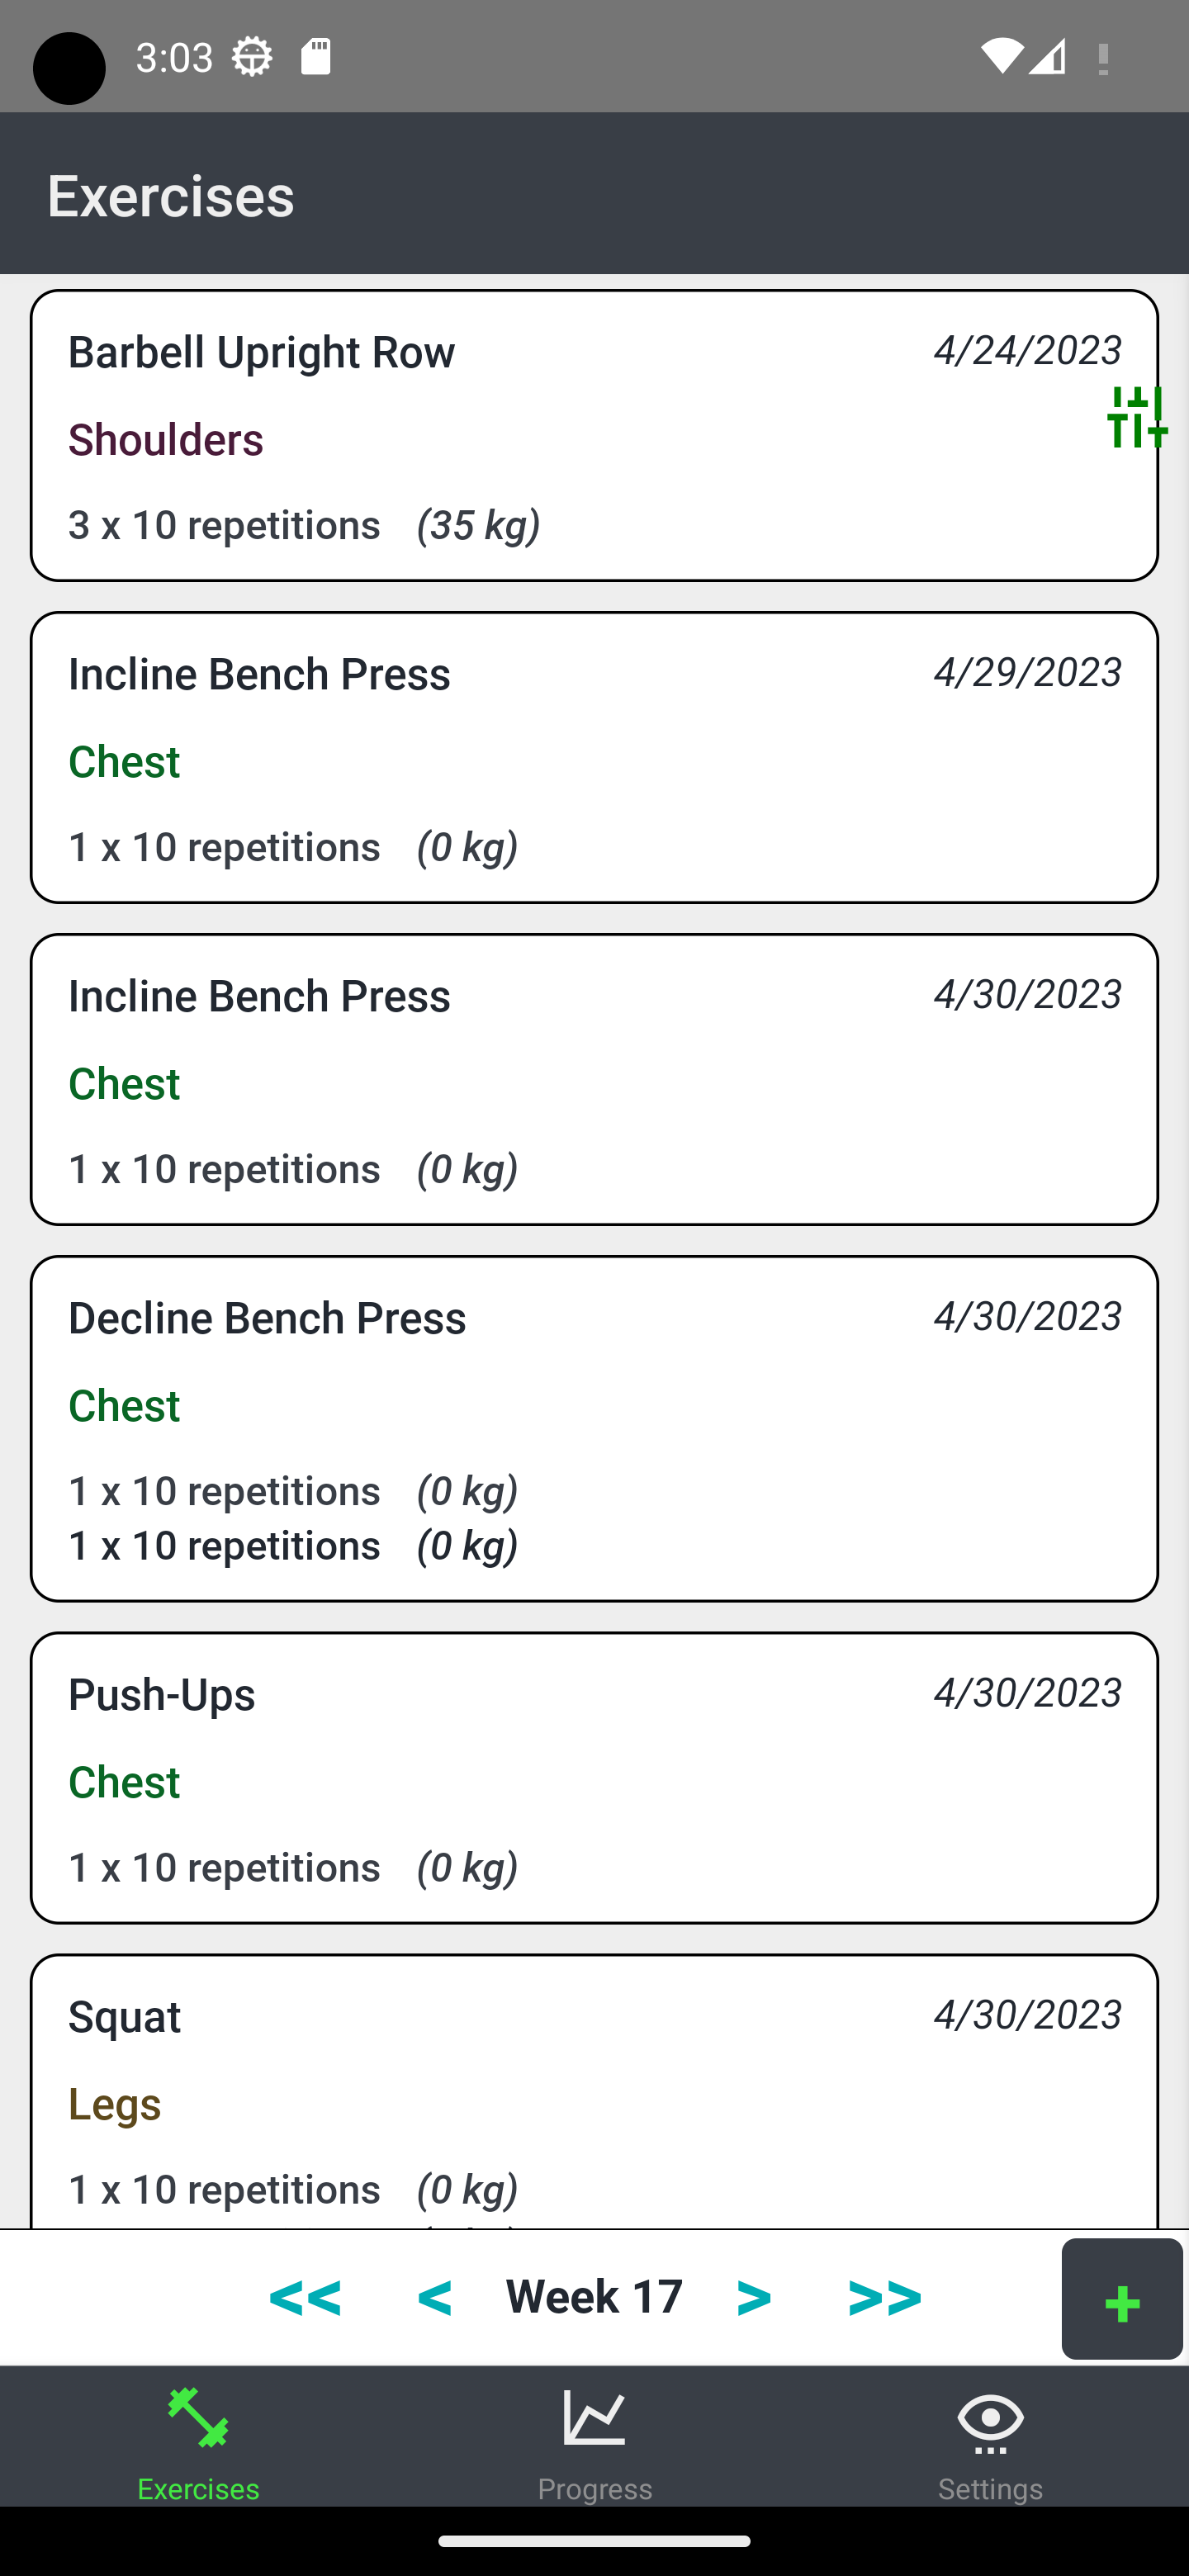 3:03
Exercises
Barbell Upright Row 4/24/2023
Shoulders
3 x 10 repetitions (35 kg)
Incline Bench Press 4/29/2023
Chest
1 x 10 repetitions (0 kg)
Incline Bench Press 4/30/2023
Chest
1 x 10 repetitions (0 kg)
Decline Bench Press 4/30/2023
Chest
1 x 10 repetitions (0 kg)
1 x 10 repetitions (0 kg)
Push-Ups 4/30/2023
Chest
1 x 10 repetitions (0 kg)
Squat 4/30/2023
Legs
1 x 10 repetitions (0 kg)
<< < Week 17 > >> +
Exercises Progress Settings